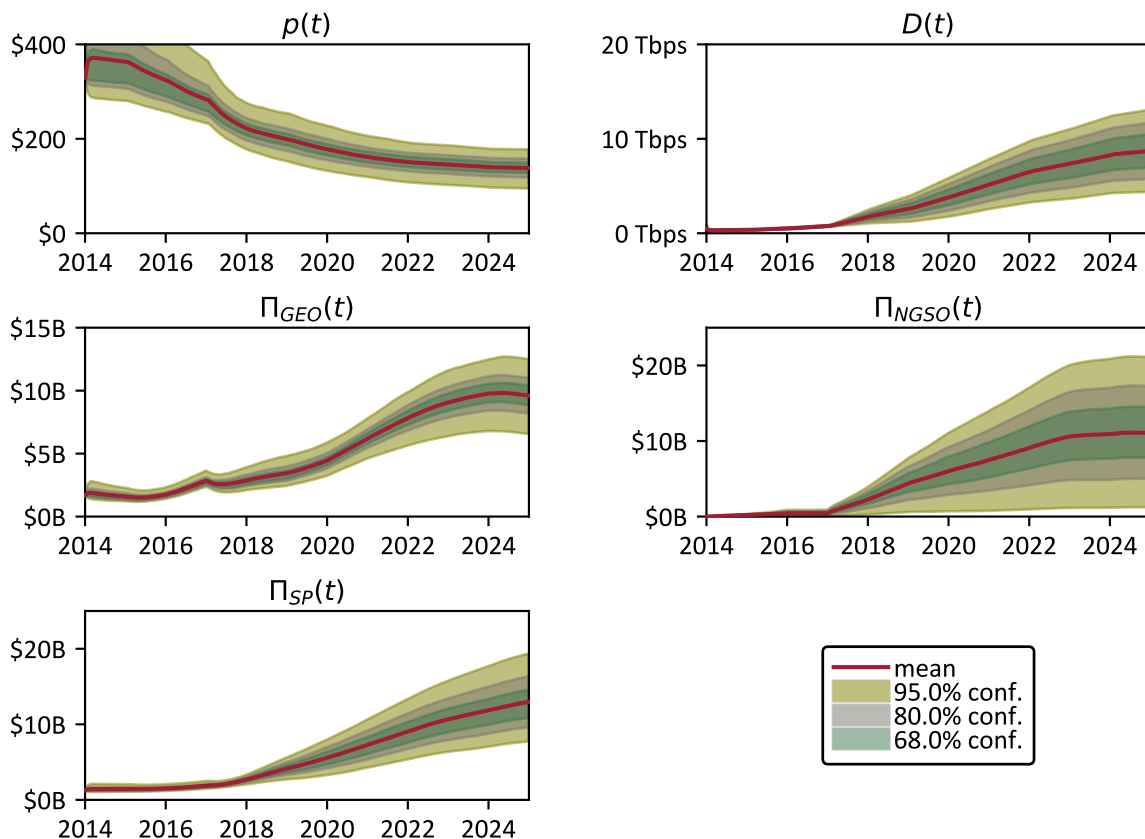 p(t)
$400
$200
$0
2014 2016 2018 2020 2022 2024
D(t)
20 Tbps
10 Tbps
0 Tbps
2014 2016 2018 2020 2022 2024
Π_GEO(t)
$15B
$10B
$5B
$0B
2014 2016 2018 2020 2022 2024
Π_NGSO(t)
$20B
$10B
$0B
2014 2016 2018 2020 2022 2024
Π_SP(t)
$20B
$10B
$0B
2014 2016 2018 2020 2022 2024
mean
95.0% conf.
80.0% conf.
68.0% conf.